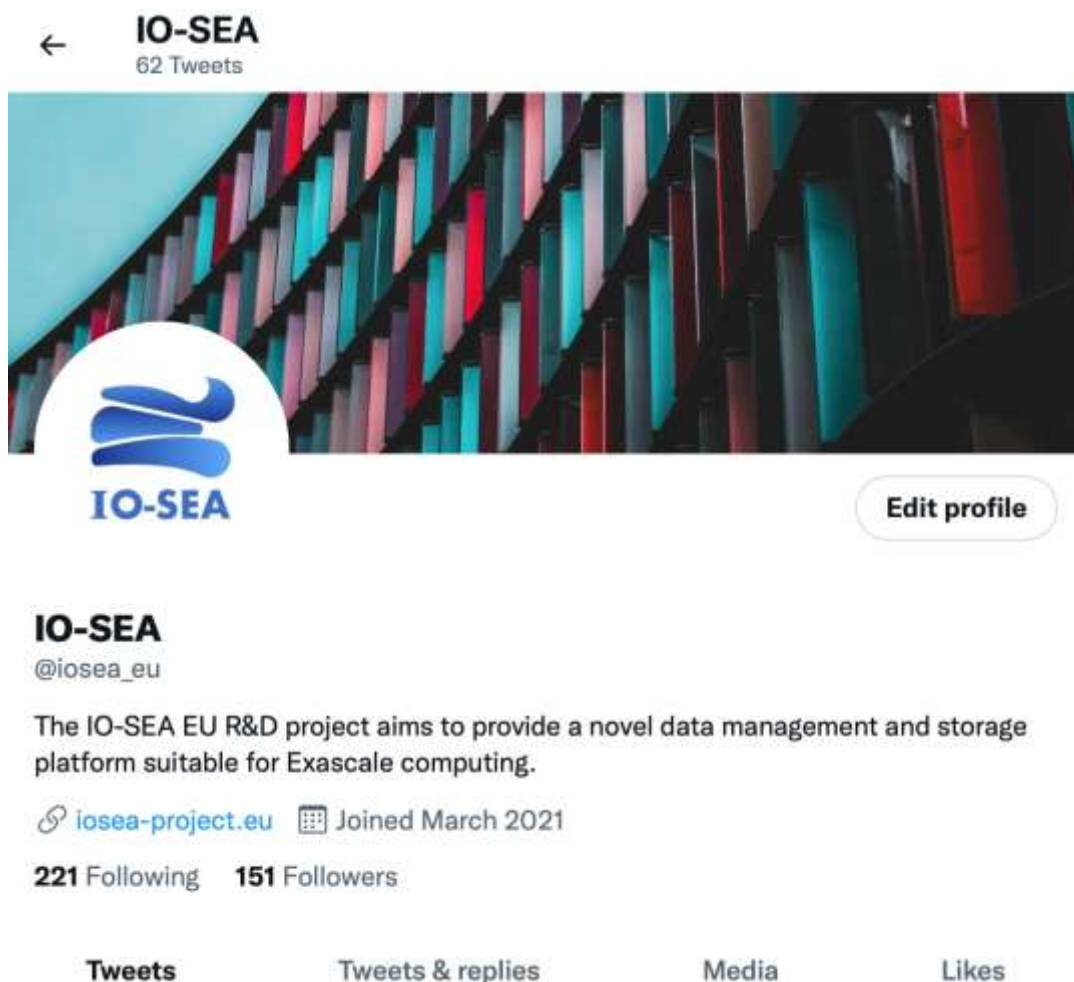 IO-SEA
62 Tweets
IO-SEA
Edit profile
IO-SEA
@iosea_eu
The IO-SEA EU R&D project aims to provide a novel data management and storage
platform suitable for Exascale computing.
iosea-project.eu Joined March 2021
221 Following 151 Followers
Tweets Tweets & replies Media Likes